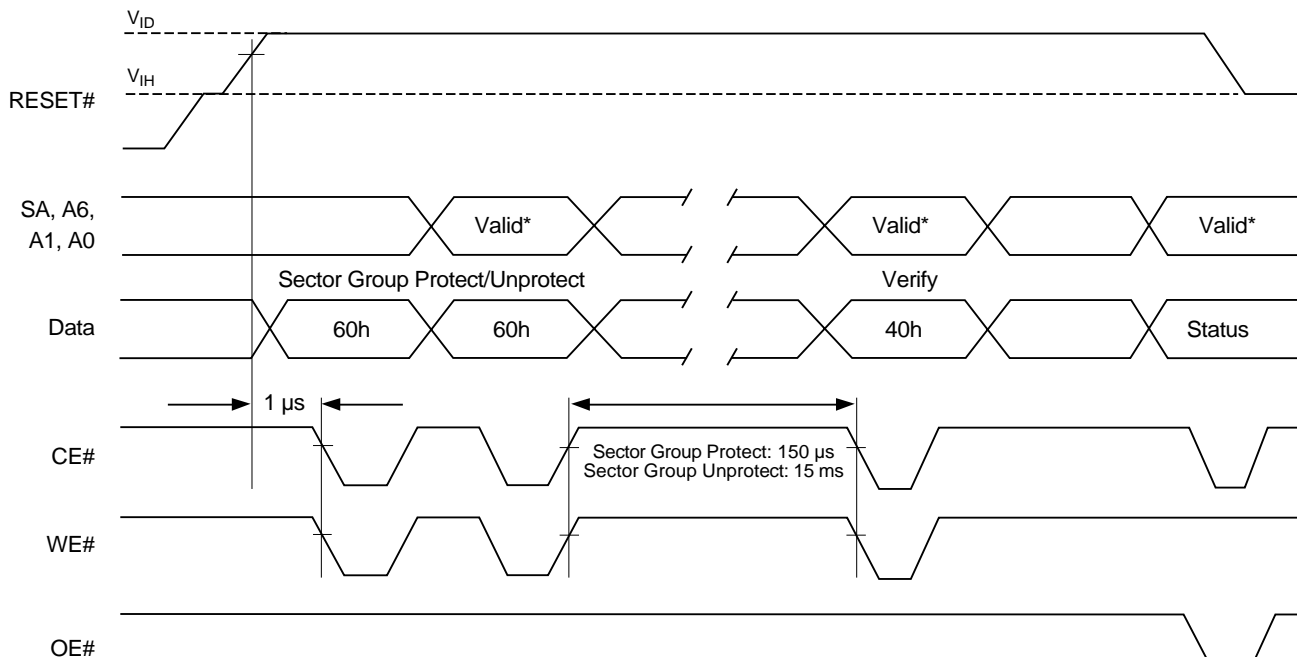 VID
VIH
RESET#
SA, A6,
A1, A0
Valid*
Valid*
Valid*
Sector Group Protect/Unprotect
Verify
Data
60h
60h
40h
Status
1 µs
CE#
Sector Group Protect: 150 µs
Sector Group Unprotect: 15 ms
WE#
OE#